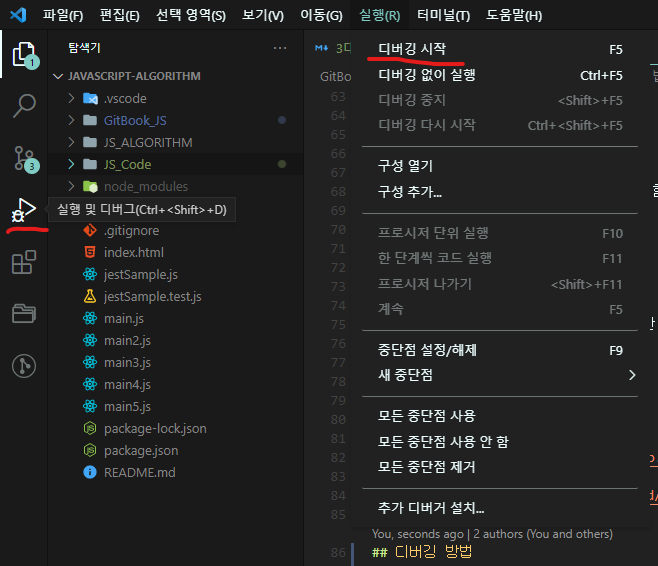 파일(F) 편집(E) 선택 영역(S) 보기(V) 이동(G) 실행(R) 터미널(T) 도움말(H)
탐색기 ...
JAVASCRIPT-ALGORITHM
.vscode
GitBook_JS
JS_ALGORITHM
JS_Code
node_modules
실행 및 디버그(Ctrl+<Shift>+D)
.gitignore
index.html
jestSample.js
jestSample.test.js
main.js
main2.js
main3.js
main4.js
main5.js
package-lock.json
package.json
README.md
1
3
GitBo
63
64
65
66
67
68
69
70
71
72
73
74
75
76
77
78
79
80
81
82
83
84
85
디버깅 시작 F5
디버깅 없이 실행 Ctrl+F5
디버깅 중지 <Shift>+F5
디버깅 다시 시작 Ctrl+<Shift>+F5
구성 열기
구성 추가...
프로시저 단위 실행 F10
한 단계씩 코드 실행 F11
프로시저 나가기 <Shift>+F11
계속 F5
중단점 설정/해제 F9
새 중단점
모든 중단점 사용
모든 중단점 사용 안 함
모든 중단점 제거
추가 디버거 설치...
You, seconds ago | 2 authors (You and others)
86 ## 디버깅 방법